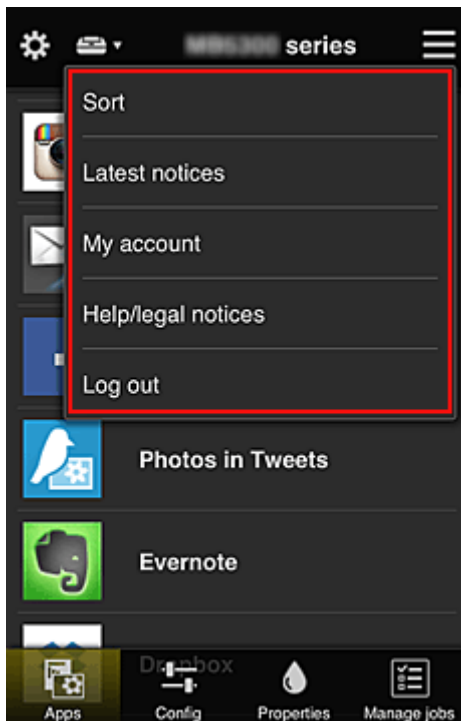 series
Sort
Latest notices
My account
Help/legal notices
Log out
Photos in Tweets
Evernote
Dropbox
Apps
Config
Properties
Manage jobs